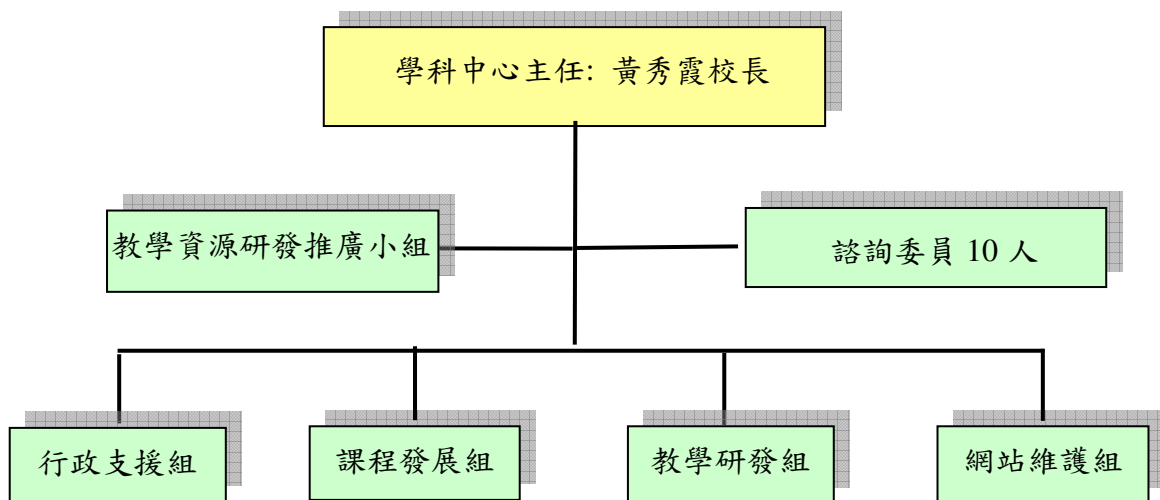 學科中心主任: 黃秀霞校長
教學資源研發推廣小組
諮詢委員 10 人
行政支援組
課程發展組
教學研發組
網站維護組